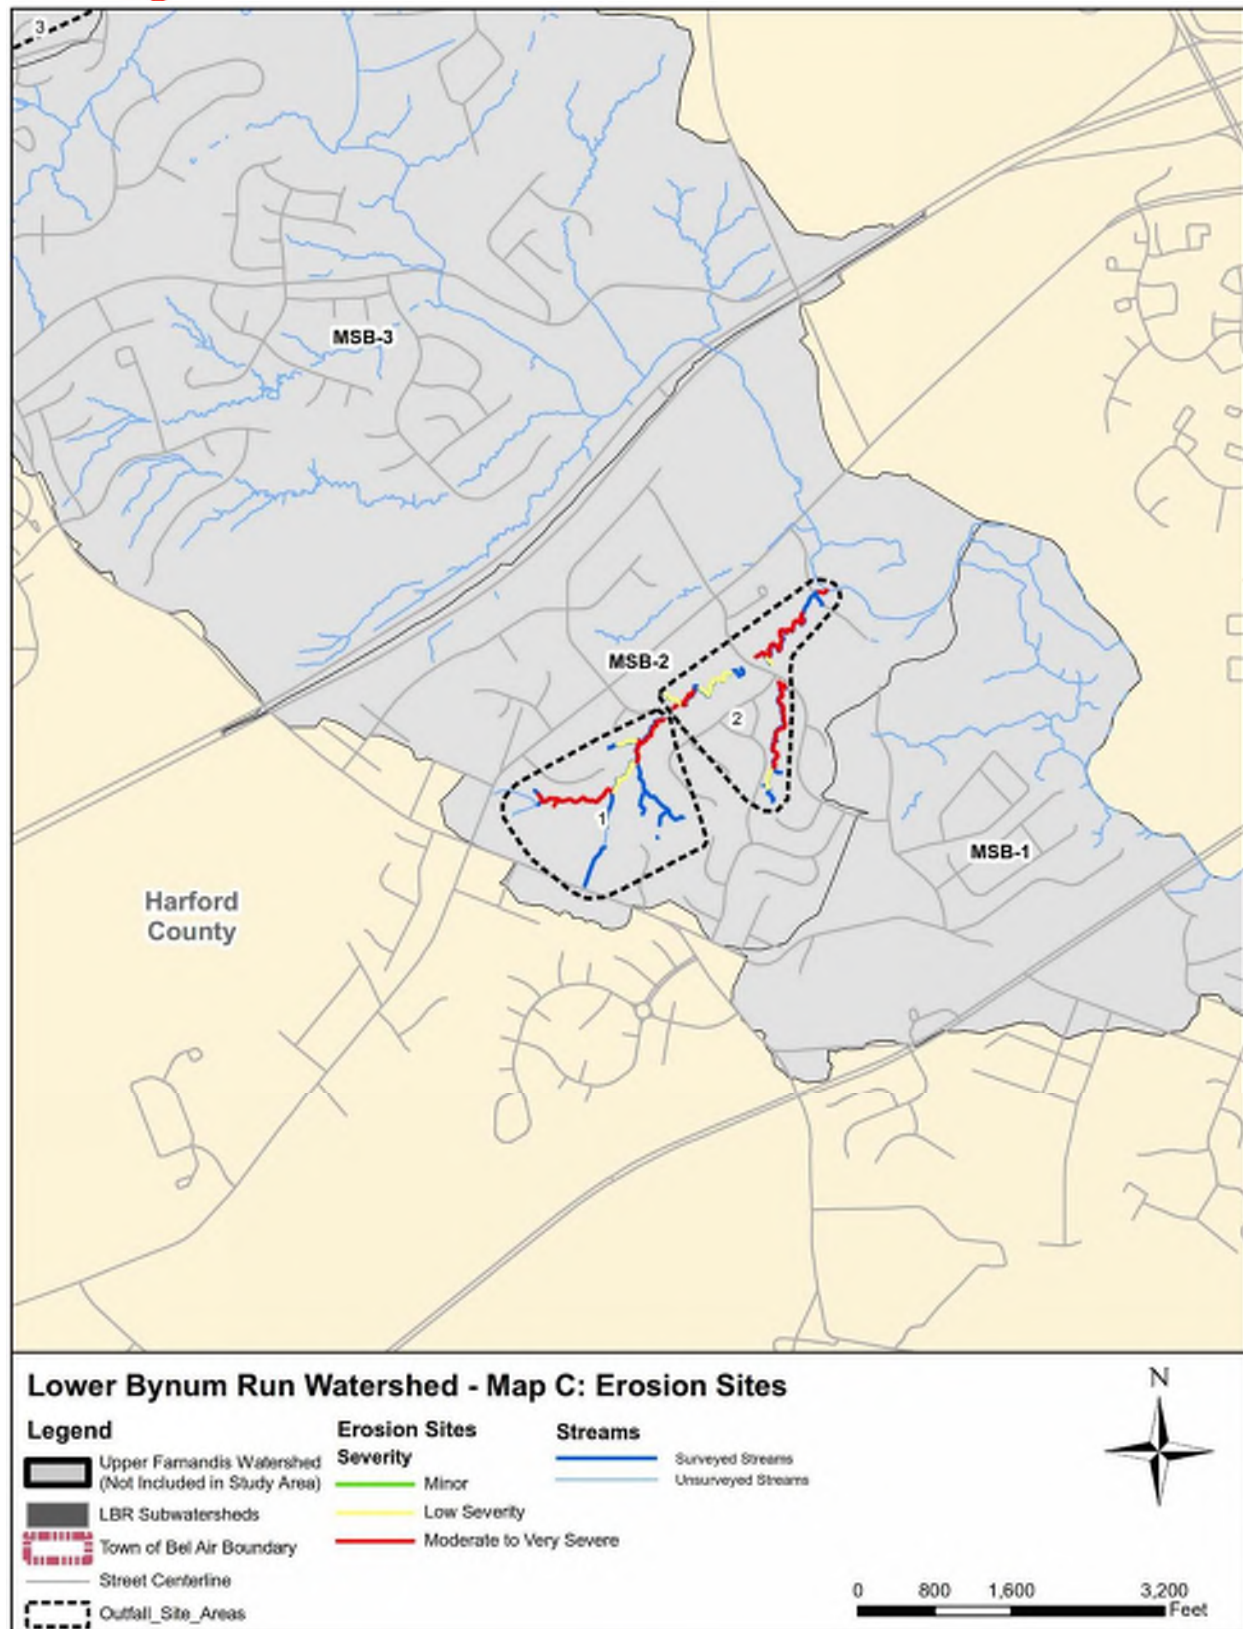 3
MSB-3
MSB-2
2
1
MSB-1
Harford
County
Lower Bynum Run Watershed - Map C: Erosion Sites
N
Legend
Upper Farnandis Watershed
(Not Included in Study Area)
LBR Subwatersheds
Town of Bel Air Boundary
Street Centerline
Outfall_Site_Areas
Erosion Sites
Severity
Minor
Low Severity
Moderate to Very Severe
Streams
Surveyed Streams
Unsurveyed Streams
0 800 1,600 3,200
Feet